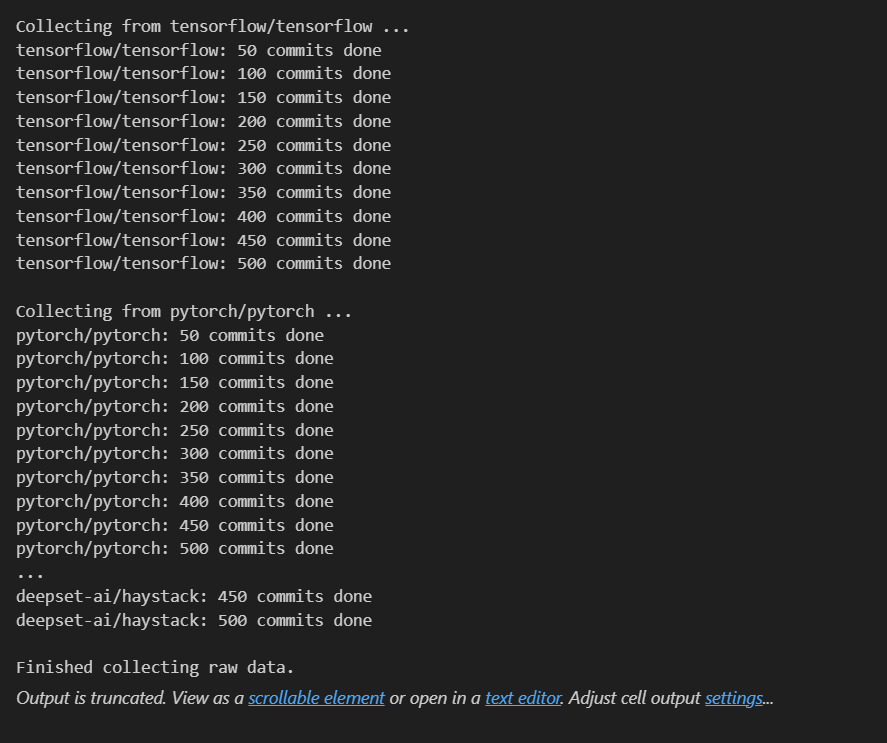 Collecting from tensorflow/tensorflow ...
tensorflow/tensorflow: 50 commits done
tensorflow/tensorflow: 100 commits done
tensorflow/tensorflow: 150 commits done
tensorflow/tensorflow: 200 commits done
tensorflow/tensorflow: 250 commits done
tensorflow/tensorflow: 300 commits done
tensorflow/tensorflow: 350 commits done
tensorflow/tensorflow: 400 commits done
tensorflow/tensorflow: 450 commits done
tensorflow/tensorflow: 500 commits done

Collecting from pytorch/pytorch ...
pytorch/pytorch: 50 commits done
pytorch/pytorch: 100 commits done
pytorch/pytorch: 150 commits done
pytorch/pytorch: 200 commits done
pytorch/pytorch: 250 commits done
pytorch/pytorch: 300 commits done
pytorch/pytorch: 350 commits done
pytorch/pytorch: 400 commits done
pytorch/pytorch: 450 commits done
pytorch/pytorch: 500 commits done
...
deepset-ai/haystack: 450 commits done
deepset-ai/haystack: 500 commits done

Finished collecting raw data.
Output is truncated. View as a scrollable element or open in a text editor. Adjust cell output settings...